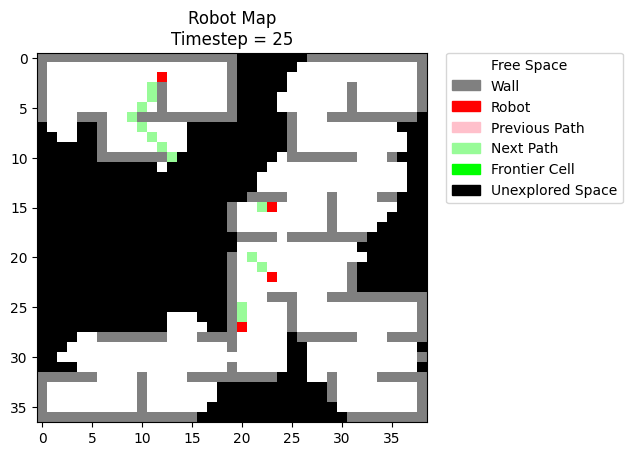 Robot Map
Timestep = 25
0
5
10
15
20
25
30
35
0
5
10
15
20
25
30
35
Free Space
Wall
Robot
Previous Path
Next Path
Frontier Cell
Unexplored Space